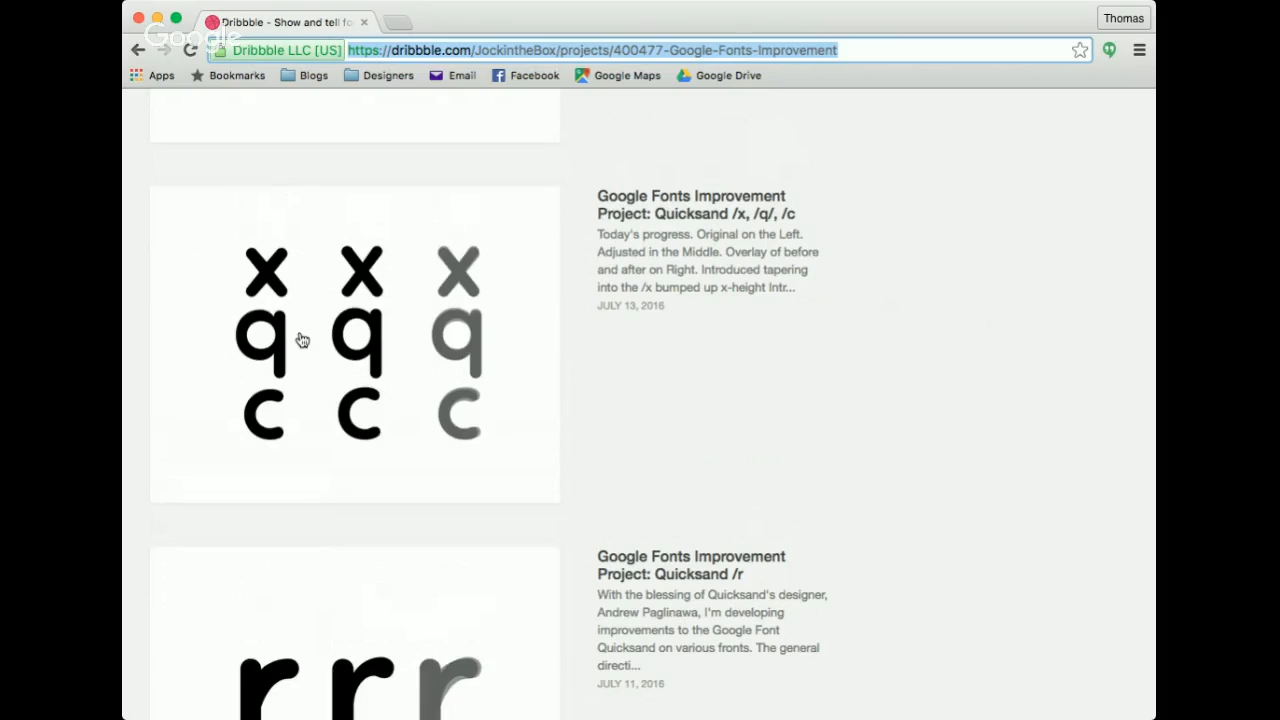 Dribbble - Show and tell fo
Thomas
Google
Dribbble LLC [US] https://dribbble.com/JockintheBox/projects/400477-Google-Fonts-Improvement
Apps Bookmarks Blogs Designers Email Facebook Google Maps Google Drive
x x x
q q q
c c c
Google Fonts Improvement
Project: Quicksand /x, /q/, /c
Today's progress. Original on the Left.
Adjusted in the Middle. Overlay of before
and after on Right. Introduced tapering
into the /x bumped up x-height Intr...
JULY 13, 2016
r r r
Google Fonts Improvement
Project: Quicksand /r
With the blessing of Quicksand's designer,
Andrew Paglinawa, I'm developing
improvements to the Google Font
Quicksand on various fronts. The general
directi...
JULY 11, 2016